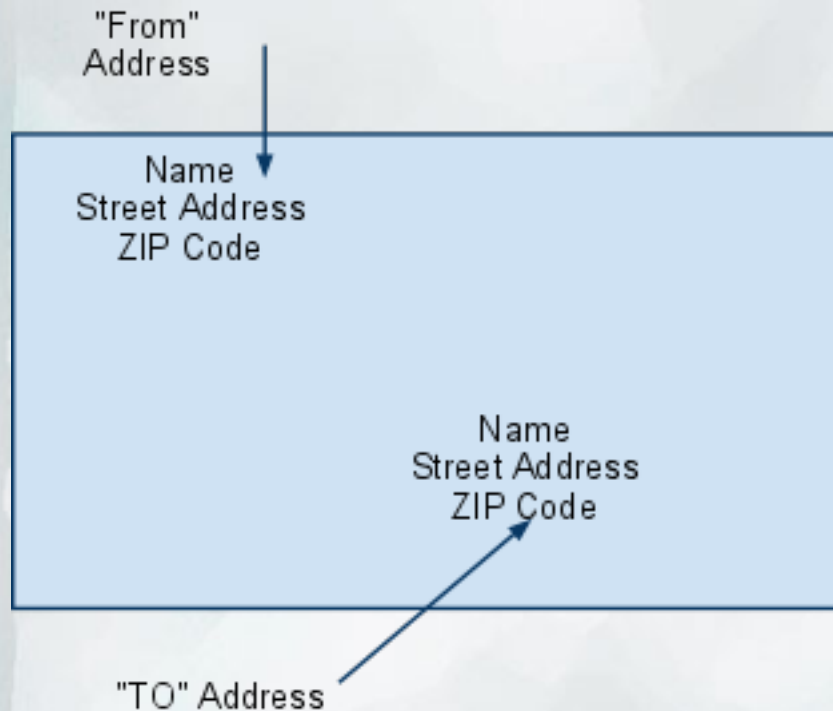 "From"
Address
Name
Street Address
ZIP Code
Name
Street Address
ZIP Code
"TO" Address